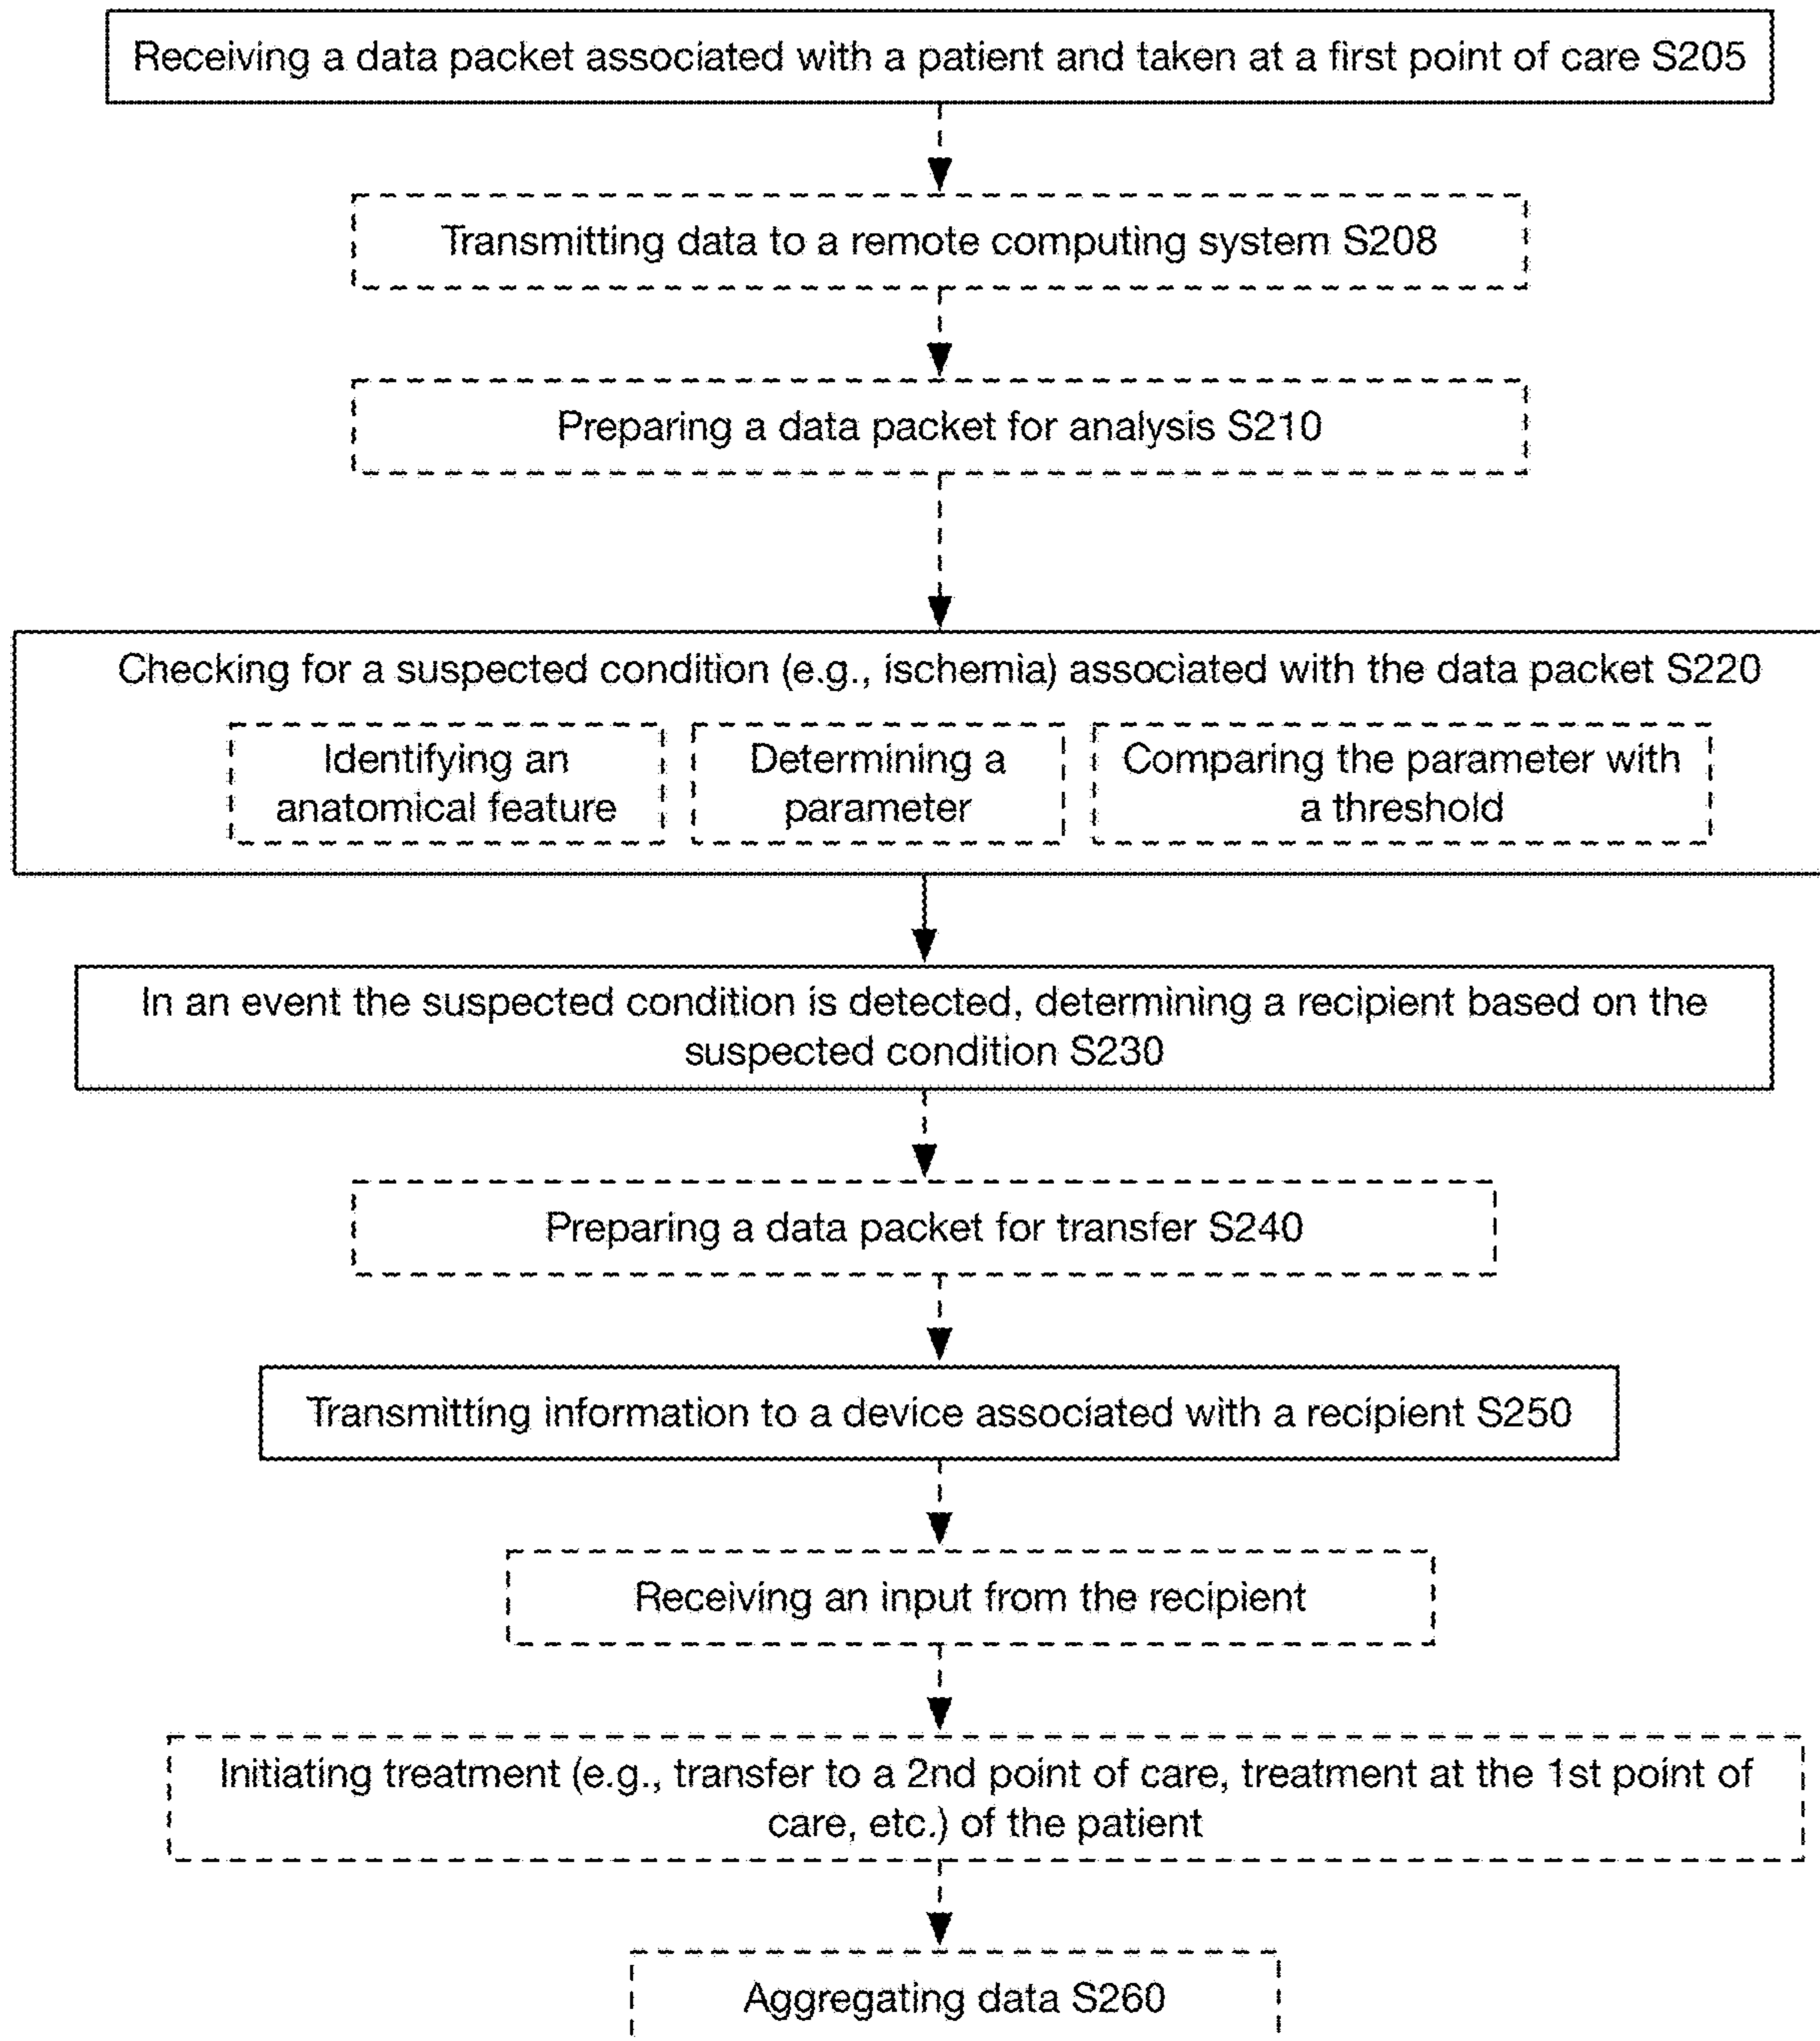 Receiving a data packet associated with a patient and taken at a first point of care S205
Transmitting data to a remote computing system S208
Preparing a data packet for analysis S210
Checking for a suspected condition (e.g., ischemia) associated with the data packet S220
Identifying an
anatomical feature
Determining a
parameter
Comparing the parameter with
a threshold
In an event the suspected condition is detected, determining a recipient based on the
suspected condition S230
Preparing a data packet for transfer S240
Transmitting information to a device associated with a recipient S250
Receiving an input from the recipient
Initiating treatment (e.g., transfer to a 2nd point of care, treatment at the 1st point of
care, etc.) of the patient
Aggregating data S260